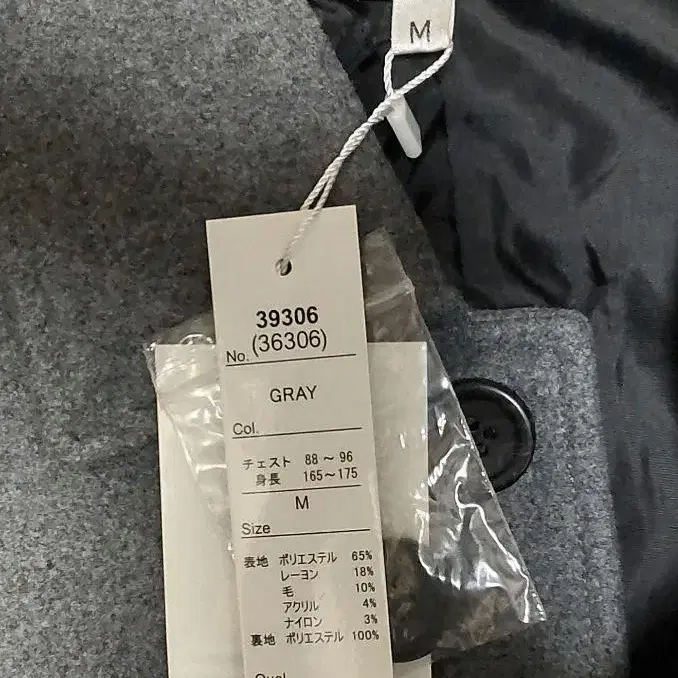 M
39306
No. (36306)
GRAY
Col.
チェスト 88 ～ 96
身長 165～175
M
Size
表地 ポリエステル 65%
レーヨン 18%
毛 10%
アクリル 4%
ナイロン 3%
裏地 ポリエステル 100%